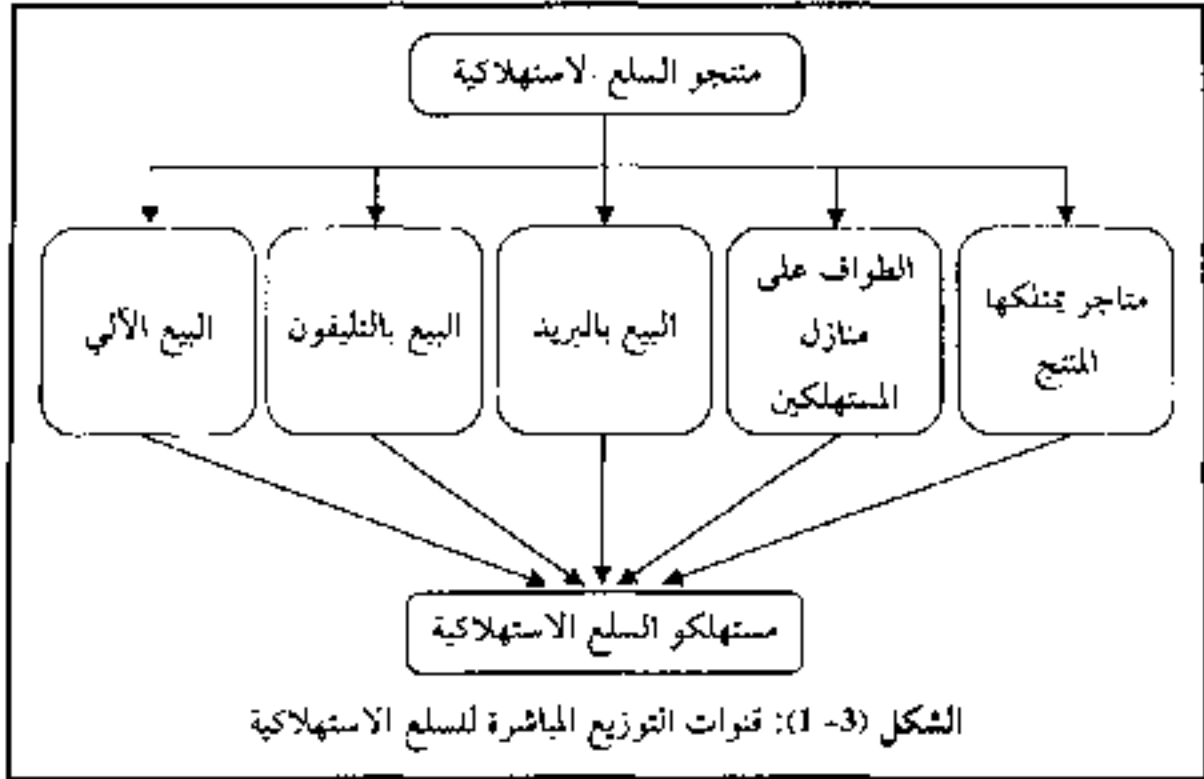 منتجو السلع الاستهلاكية
متاجر يمتلكها
المنتج
الطواف على
منازل
المستهلكين
البيع بالبريد
البيع بالتليفون
البيع الآلي
مستهلكو السلع الاستهلاكية
الشكل (3- 1): قنوات التوزيع المباشرة للسلع الاستهلاكية